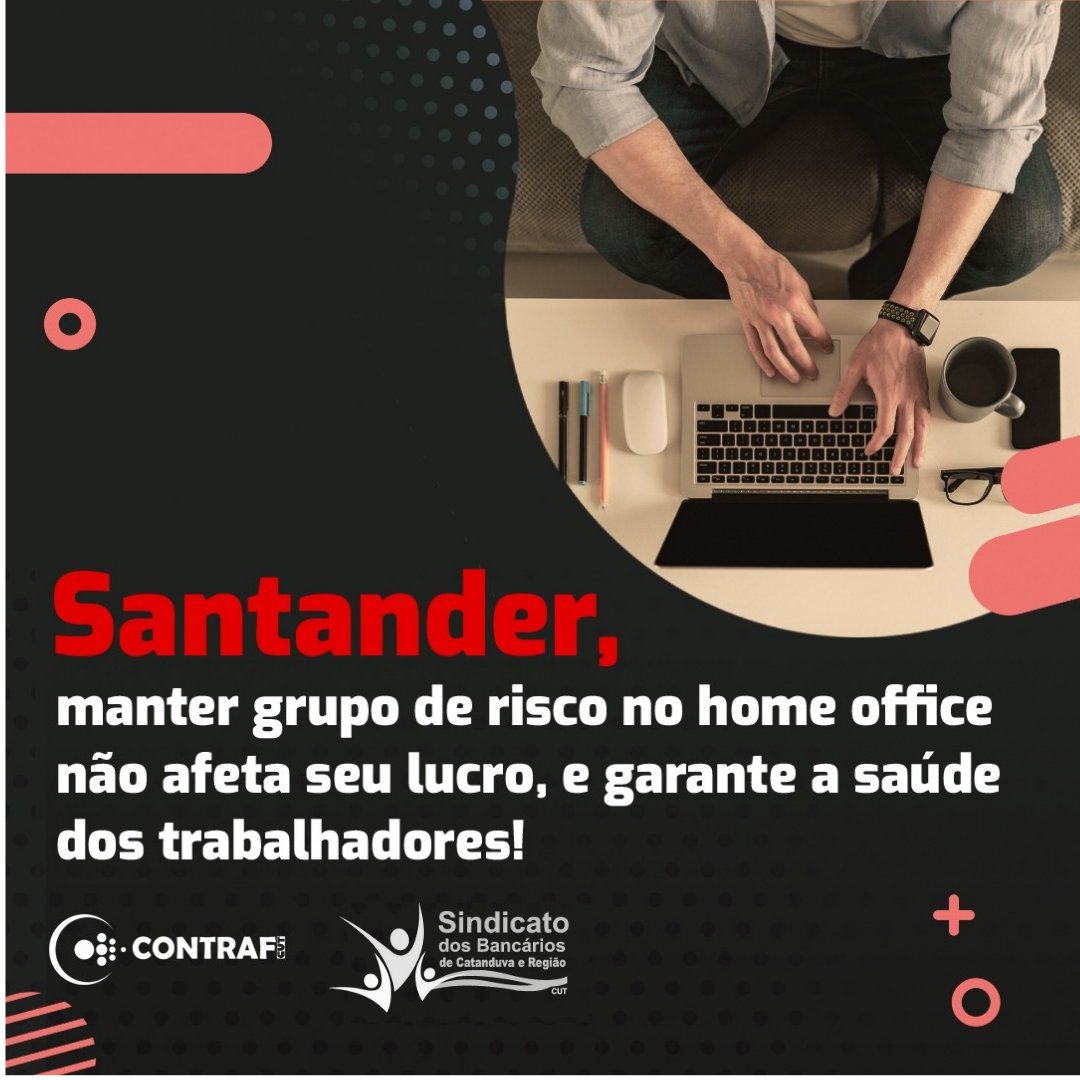 Santander,
manter grupo de risco no home office
não afeta seu lucro, e garante a saúde
dos trabalhadores!
CONTRAF CUT
Sindicato
dos Bancários
de Catanduva e Região
CUT